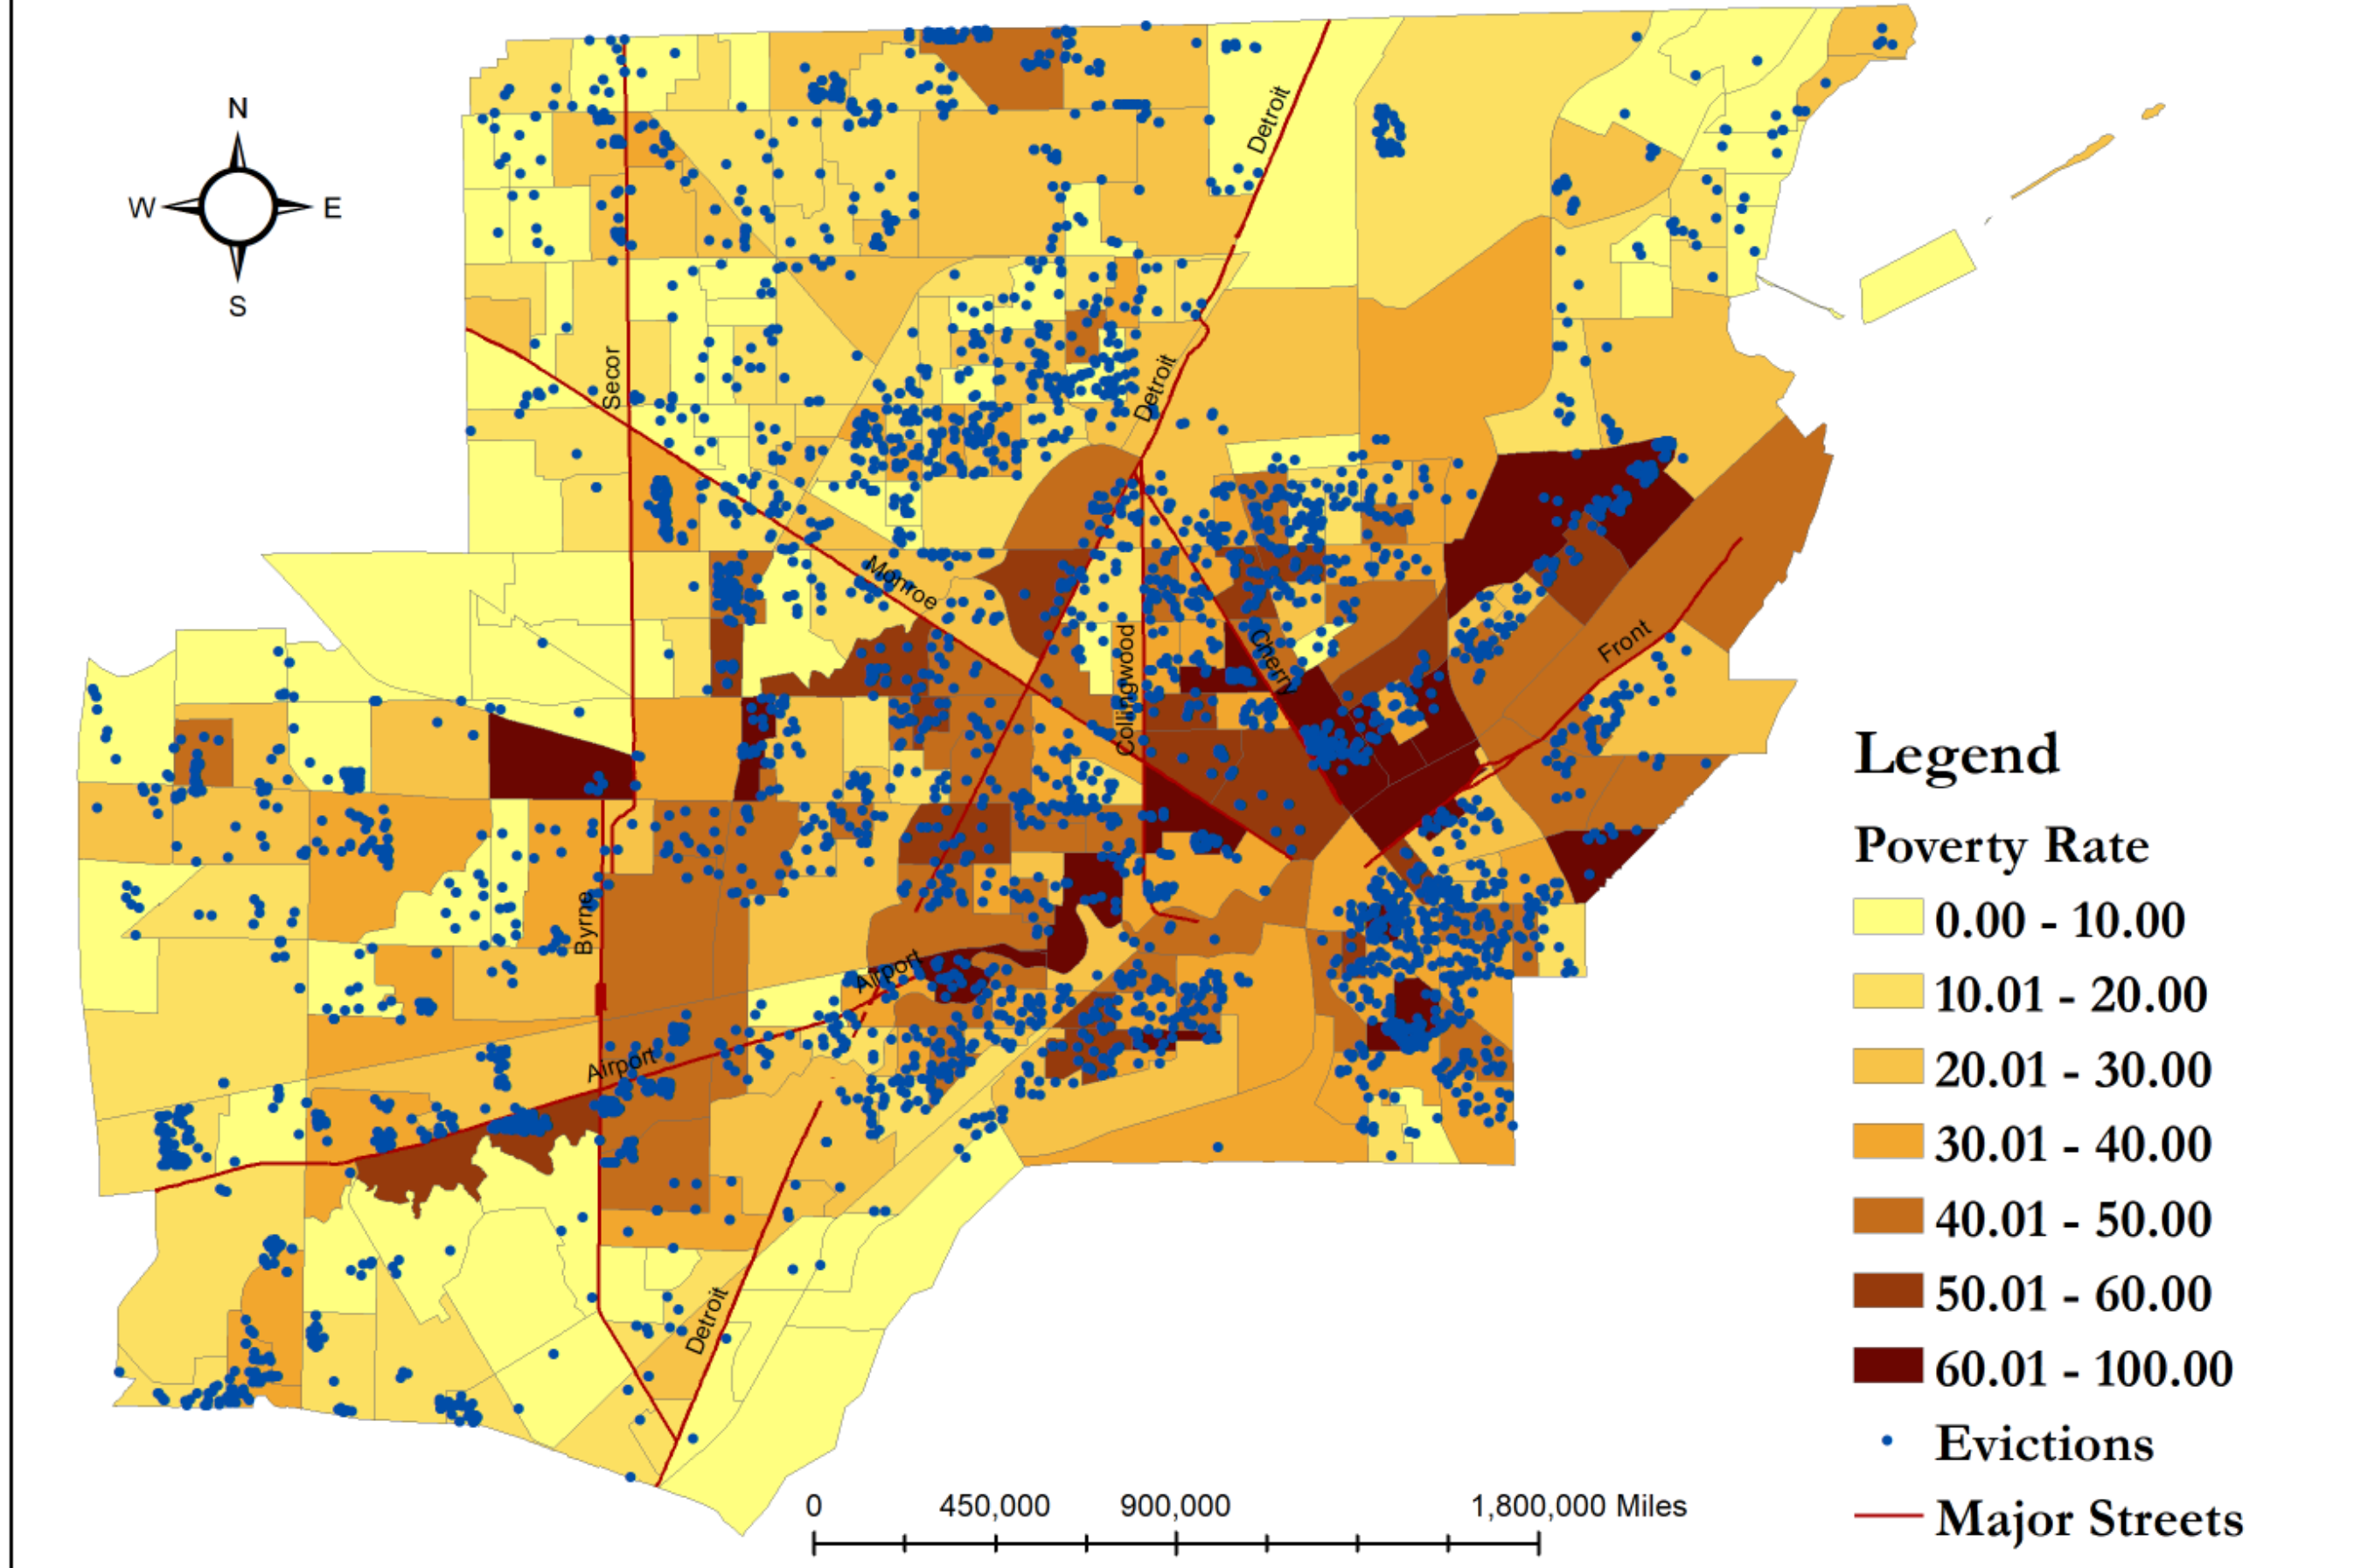 N
W E
S
Detroit
Secor
Detroit
Monroe
Collingwood
Cherry
Front
Byrne
Airport
Airport
Detroit
Legend
Poverty Rate
0.00 - 10.00
10.01 - 20.00
20.01 - 30.00
30.01 - 40.00
40.01 - 50.00
50.01 - 60.00
60.01 - 100.00
Evictions
Major Streets
0 450,000 900,000 1,800,000 Miles